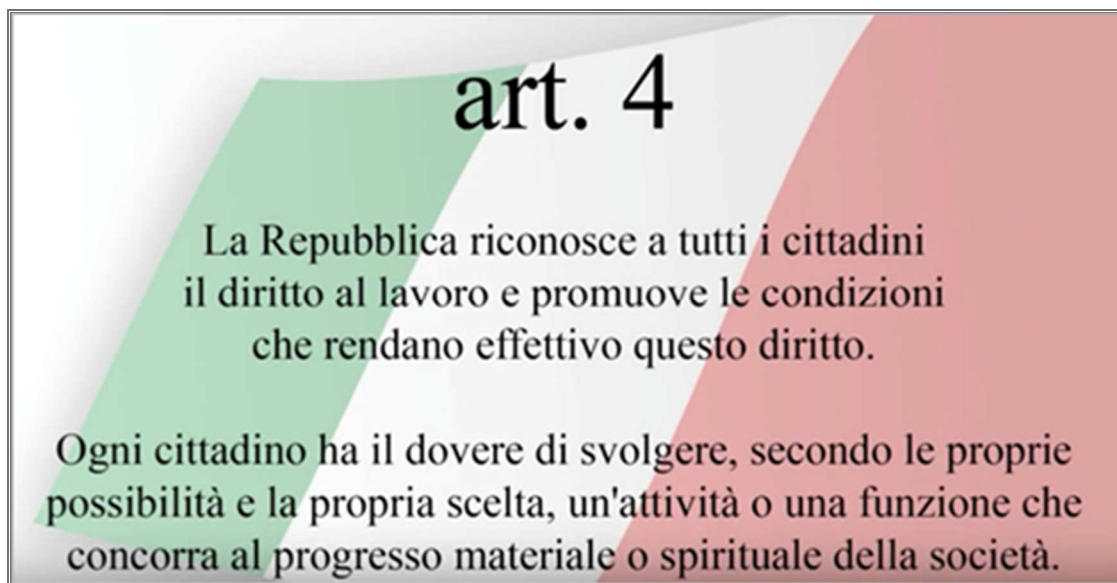 art. 4
La Repubblica riconosce a tutti i cittadini
il diritto al lavoro e promuove le condizioni
che rendano effettivo questo diritto.
Ogni cittadino ha il dovere di svolgere, secondo le proprie
possibilità e la propria scelta, un'attività o una funzione che
concorra al progresso materiale o spirituale della società.